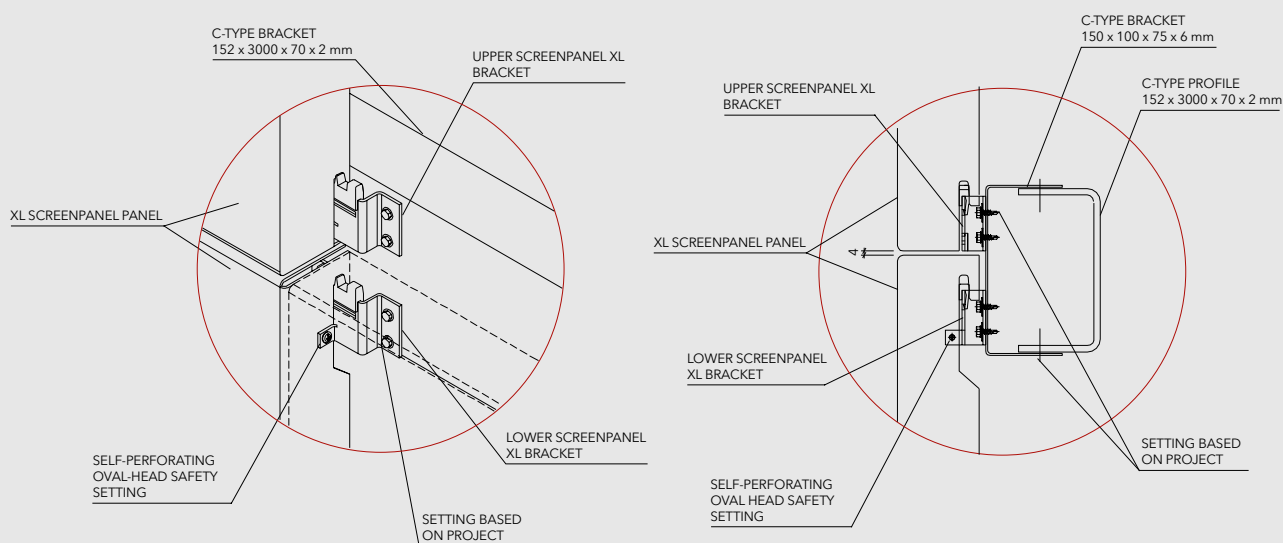 C-TYPE BRACKET
152 x 3000 x 70 x 2 mm
UPPER SCREENPANEL XL
BRACKET
XL SCREENPANEL PANEL
SELF-PERFORATING
OVAL-HEAD SAFETY
SETTING
SETTING BASED
ON PROJECT
LOWER SCREENPANEL
XL BRACKET
C-TYPE BRACKET
150 x 100 x 75 x 6 mm
C-TYPE PROFILE
152 x 3000 x 70 x 2 mm
UPPER SCREENPANEL XL
BRACKET
XL SCREENPANEL PANEL
4
LOWER SCREENPANEL
XL BRACKET
SELF-PERFORATING
OVAL HEAD SAFETY
SETTING
SETTING BASED
ON PROJECT